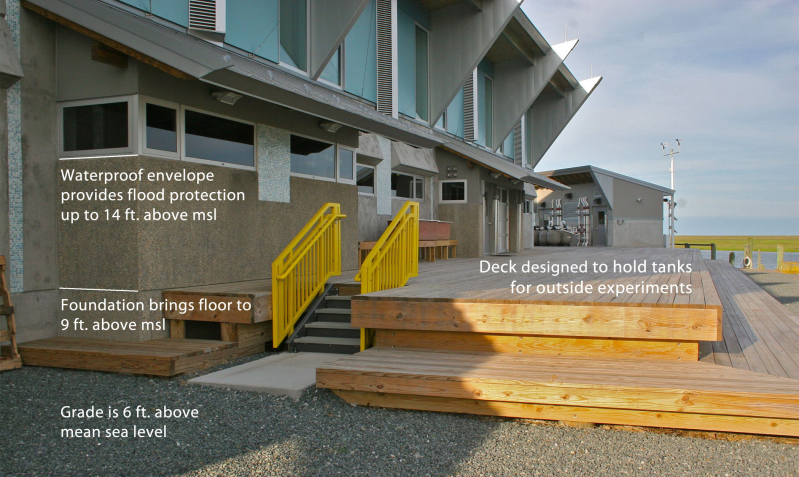 Waterproof envelope
provides flood protection
up to 14 ft. above msl
Deck designed to hold tanks
for outside experiments
Foundation brings floor to
9 ft. above msl
Grade is 6 ft. above
mean sea level